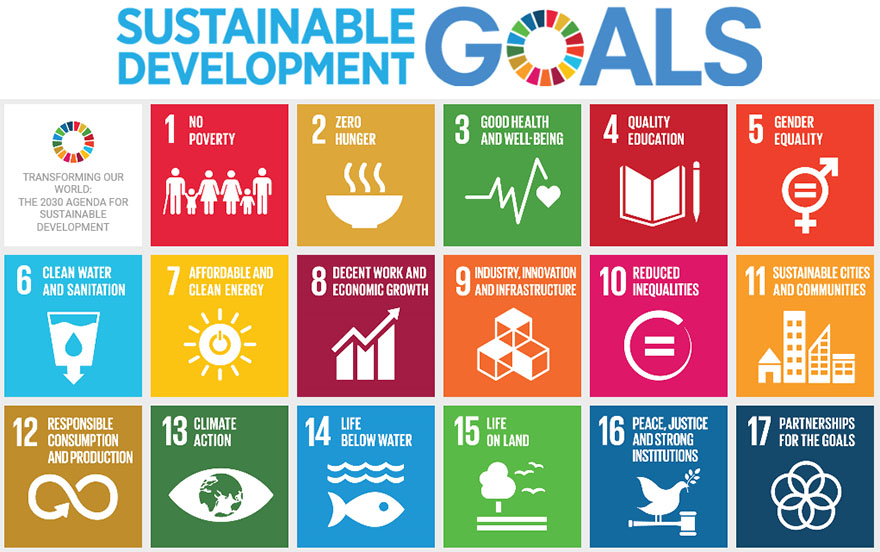 SUSTAINABLE
DEVELOPMENT
GOALS
TRANSFORMING OUR
WORLD:
THE 2030 AGENDA FOR
SUSTAINABLE
DEVELOPMENT
1 NO
POVERTY
2 ZERO
HUNGER
3 GOOD HEALTH
AND WELL-BEING
4 QUALITY
EDUCATION
5 GENDER
EQUALITY
6 CLEAN WATER
AND SANITATION
7 AFFORDABLE AND
CLEAN ENERGY
8 DECENT WORK AND
ECONOMIC GROWTH
9 INDUSTRY, INNOVATION
AND INFRASTRUCTURE
10 REDUCED
INEQUALITIES
11 SUSTAINABLE CITIES
AND COMMUNITIES
12 RESPONSIBLE
CONSUMPTION
AND PRODUCTION
13 CLIMATE
ACTION
14 LIFE
BELOW WATER
15 LIFE
ON LAND
16 PEACE, JUSTICE
AND STRONG
INSTITUTIONS
17 PARTNERSHIPS
FOR THE GOALS